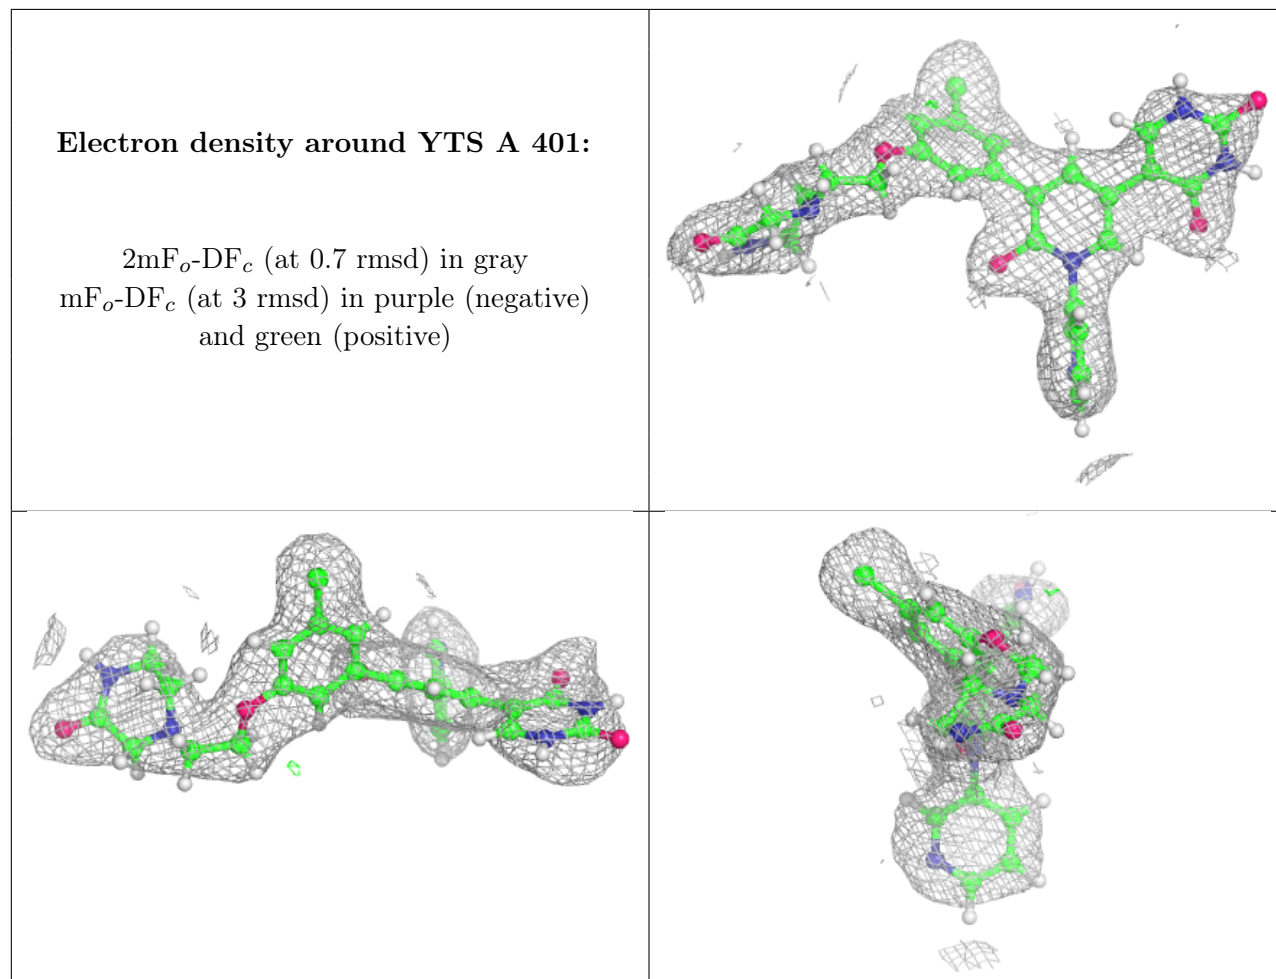 Electron density around YTS A 401:
2mFo-DFc (at 0.7 rmsd) in gray
mFo-DFc (at 3 rmsd) in purple (negative)
and green (positive)